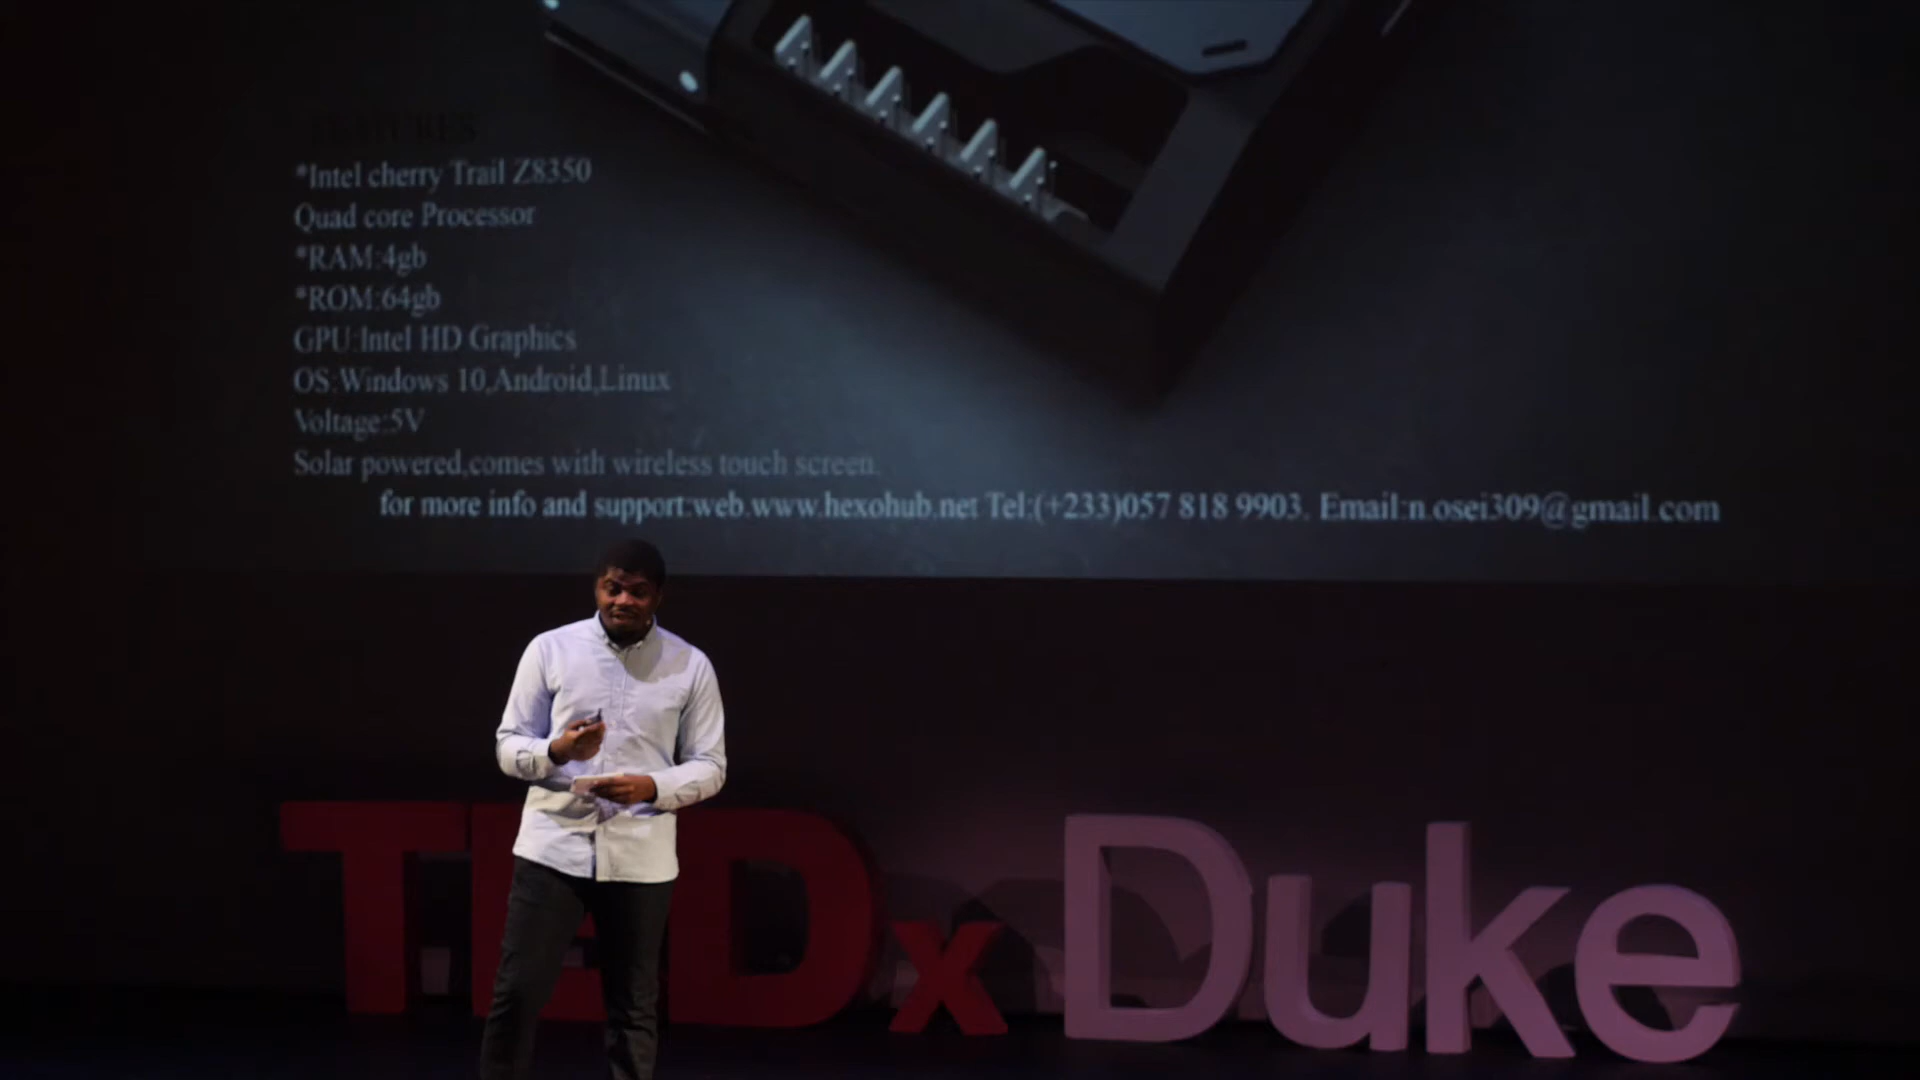 FEATURES
*Intel cherry Trail Z8350
Quad core Processor
*RAM:4gb
*ROM:64gb
GPU:Intel HD Graphics
OS:Windows 10,Android,Linux
Voltage:5V
Solar powered,comes with wireless touch screen.
for more info and support:web.www.hexohub.net Tel:(+233)057 818 9903. Email:n.osei309@gmail.com
TEDxDuke